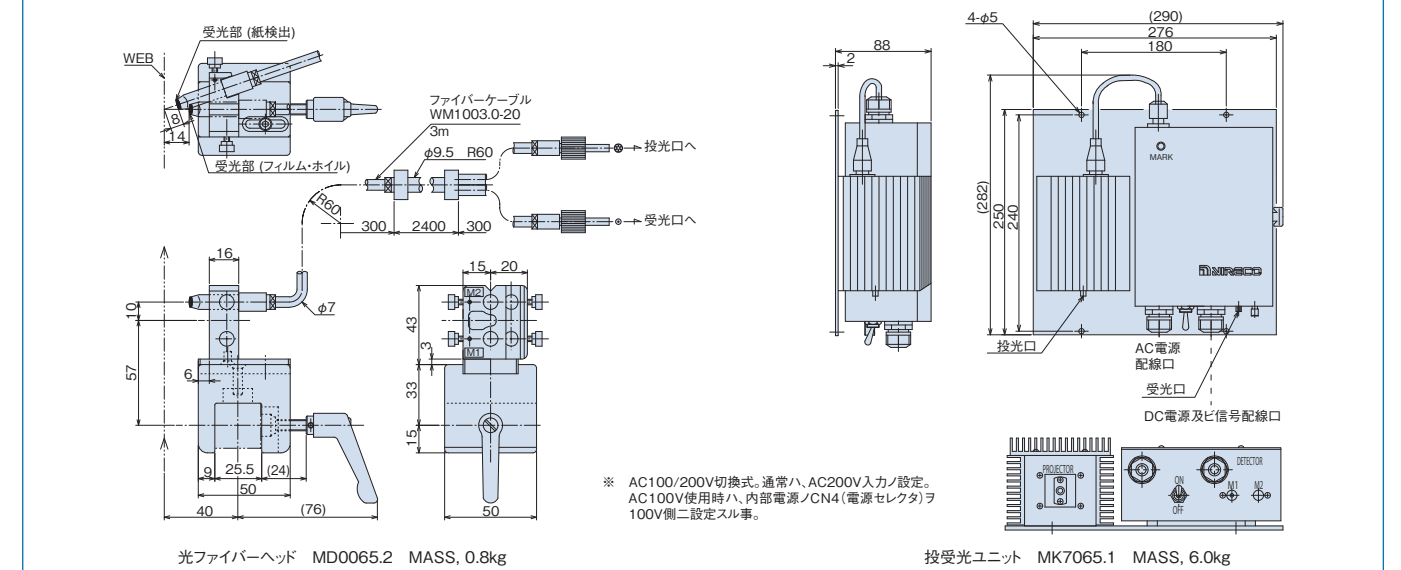 受光部 (紙検出)
WEB
8
14
受光部 (フィルム・ホイル)
ファイバーケーブル
WM1003.0-20
3m
φ9.5 R60
投光口へ
受光口へ
R60
300 2400 300
16
10
57
φ7
6
9 25.5 (24)
50
40 (76)
15 20
M2
43
3
M1
33
15
50
88
2
4-φ5
(290)
276
180
(282)
250
240
MARK
NIRECO
投光口
AC電源
配線口
受光口
DC電源及ビ信号配線口
PROJECTOR
DETECTOR
ON
OFF
M1 M2
※ AC100/200V切換式。通常ハ、AC200V入力ノ設定。
AC100V使用時ハ、内部電源ノCN4(電源セレクタ)ヲ
100V側ニ設定スル事。
光ファイバーヘッド MD0065.2 MASS, 0.8kg
投受光ユニット MK7065.1 MASS, 6.0kg